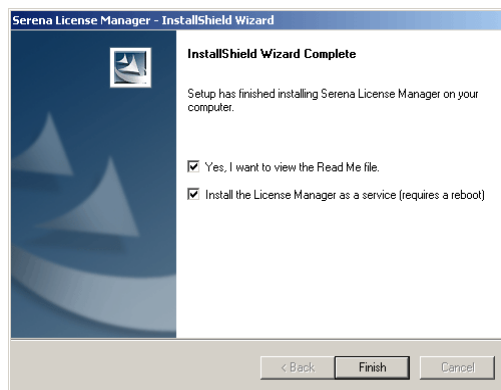 Serena License Manager - InstallShield Wizard
InstallShield Wizard Complete
Setup has finished installing Serena License Manager on your
computer.
Yes, I want to view the Read Me file.
Install the License Manager as a service (requires a reboot)
< Back
Finish
Cancel